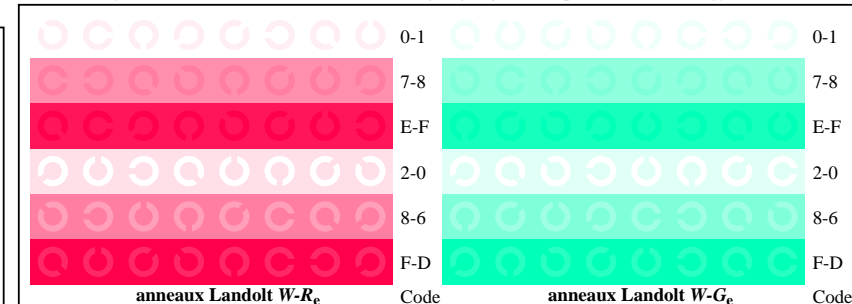 0-1 0-1
7-8 7-8
E-F E-F
2-0 2-0
8-6 8-6
F-D F-D
anneaux Landolt W-Re Code anneaux Landolt W-Ge Code